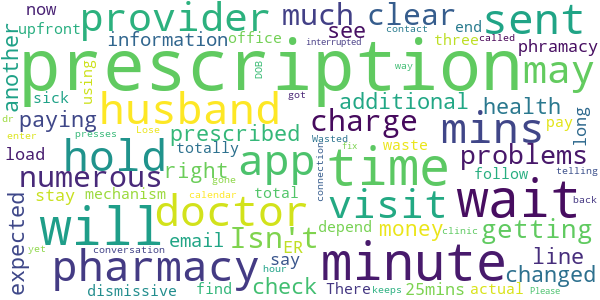 now provider much clear sent
upfront information office see end called three phramacy
another using interrupted contact way
prescription may
DOB got
sick husband additional health long
paying prescribed charge mins pay dr
load hold right totally app time problems waste
numerous mechanism gone total connection fix follow telling
stay doctor visit wait back
expected will calendar email Isn't depend money getting clinic
enter Lose ER
presses yet conversation say There line changed
pharmacy find check minute 25mins actual
dismissive hour keeps Please Wasted